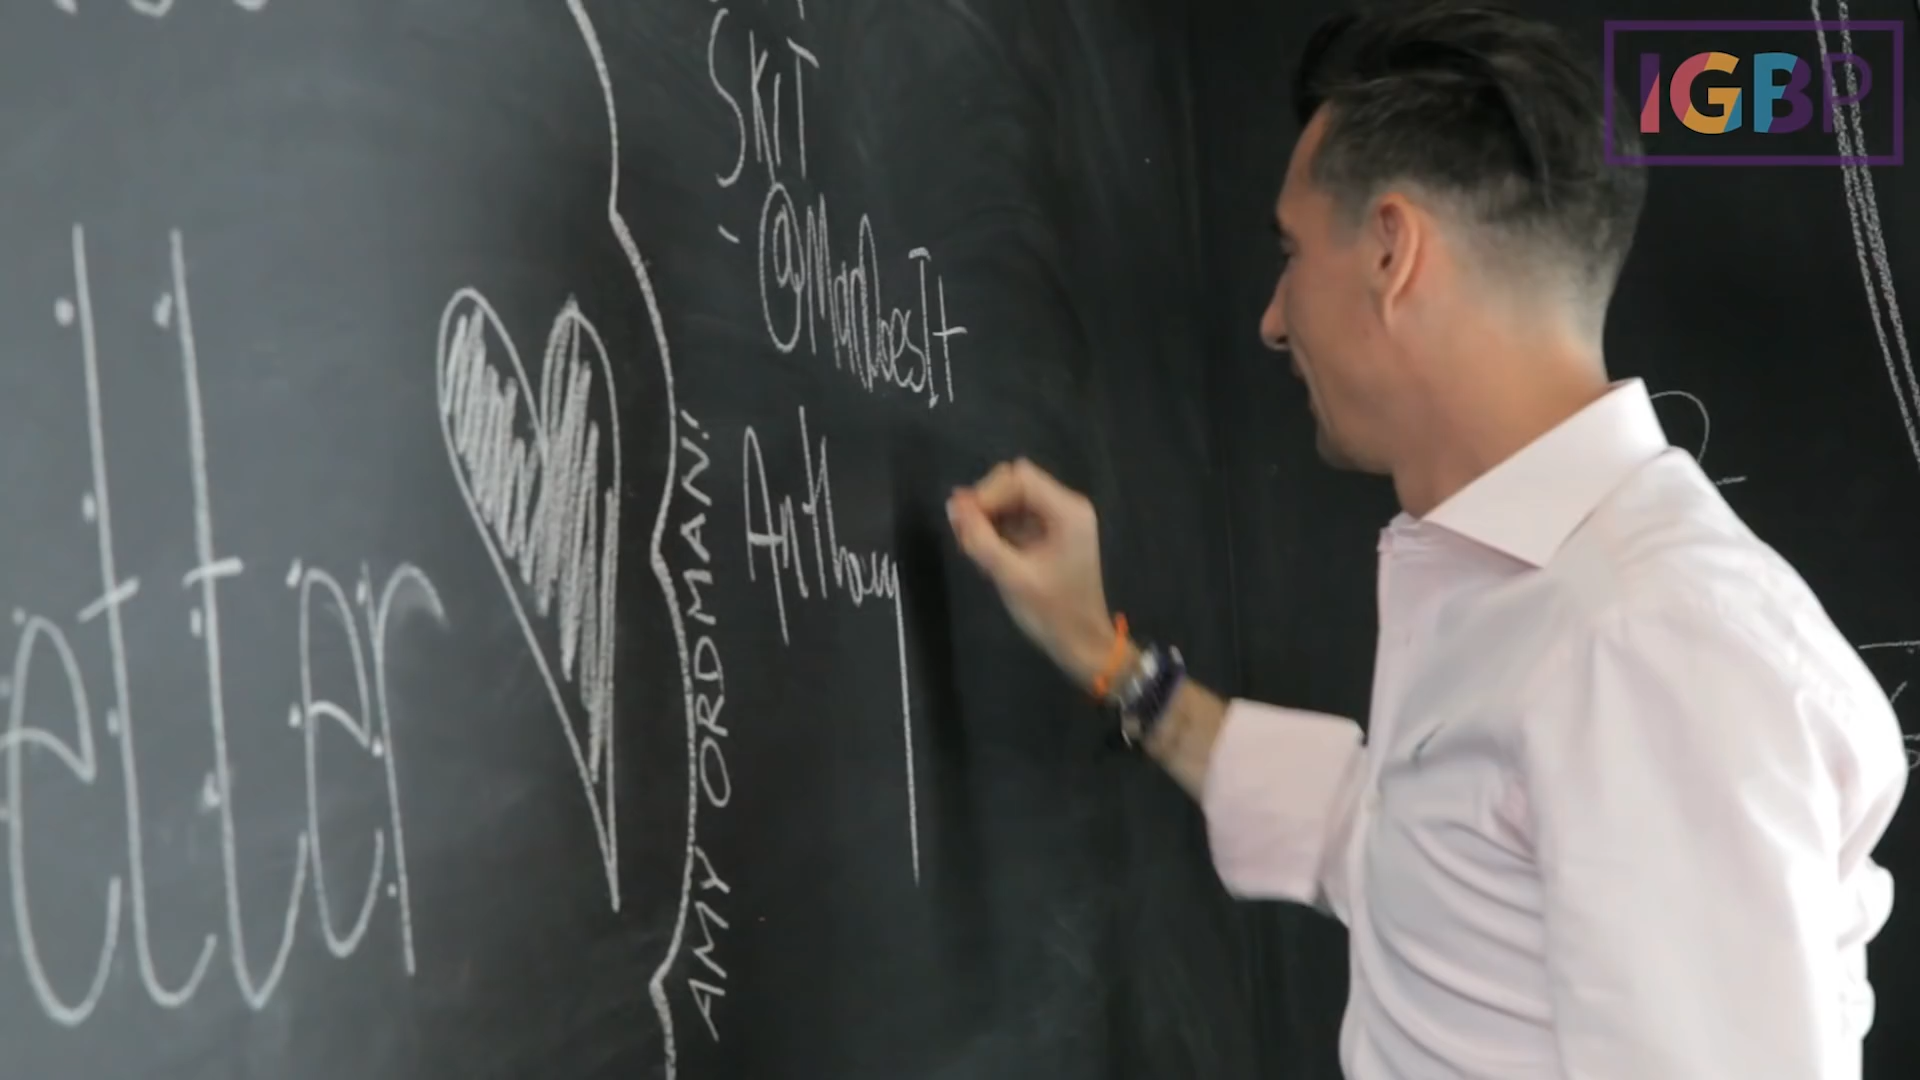 etter
AMY ORDMAN!
SKIT
@ManDoesIt
Anthony
IGBP